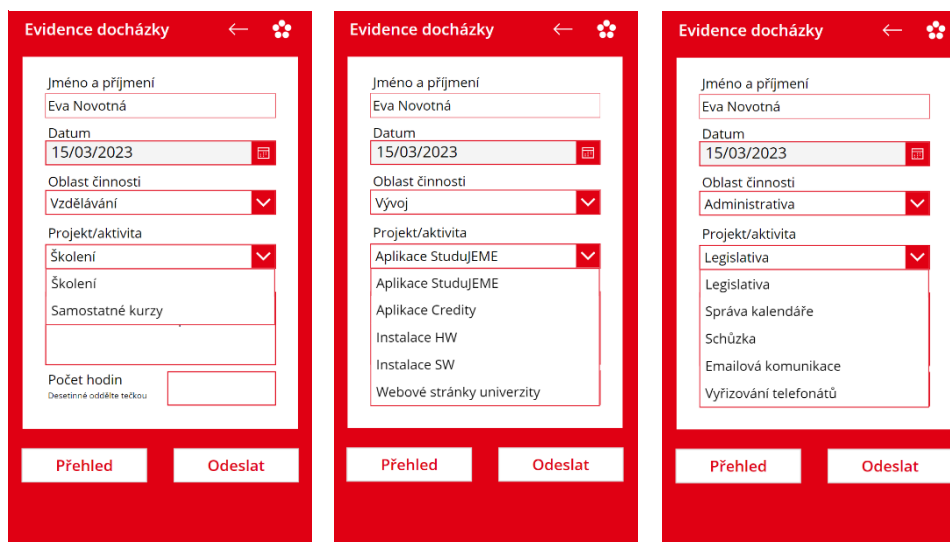 Evidence docházky
Jméno a příjmení
Eva Novotná
Datum
15/03/2023
Oblast činnosti
Vzdělávání
Projekt/aktivita
Školení
Školení
Samostatné kurzy
Počet hodin
Desetinné oddělte tečkou
Přehled
Odeslat
Evidence docházky
Jméno a příjmení
Eva Novotná
Datum
15/03/2023
Oblast činnosti
Vývoj
Projekt/aktivita
Aplikace StuduJEME
Aplikace StuduJEME
Aplikace Credity
Instalace HW
Instalace SW
Webové stránky univerzity
Přehled
Odeslat
Evidence docházky
Jméno a příjmení
Eva Novotná
Datum
15/03/2023
Oblast činnosti
Administrativa
Projekt/aktivita
Legislativa
Legislativa
Správa kalendáře
Schůzka
Emailová komunikace
Vyřizování telefonátů
Přehled
Odeslat